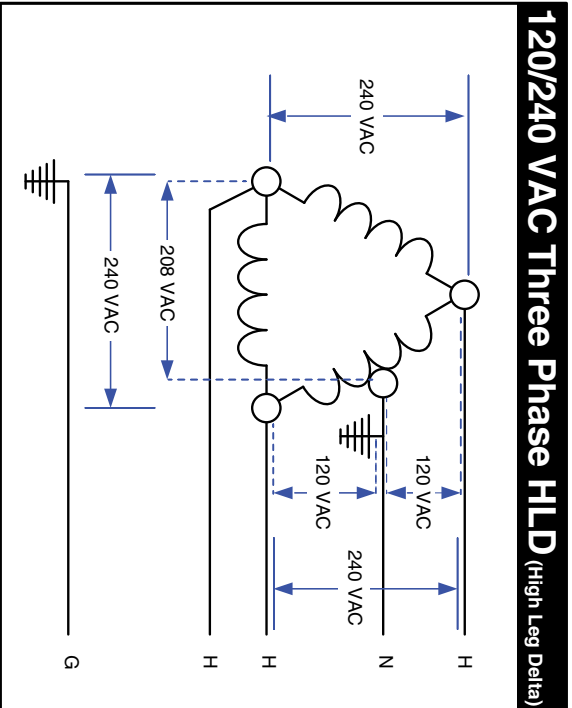 120/240 VAC Three Phase HLD (High Leg Delta)
240 VAC
120 VAC
120 VAC
240 VAC
208 VAC
240 VAC
H
N
H
H
G